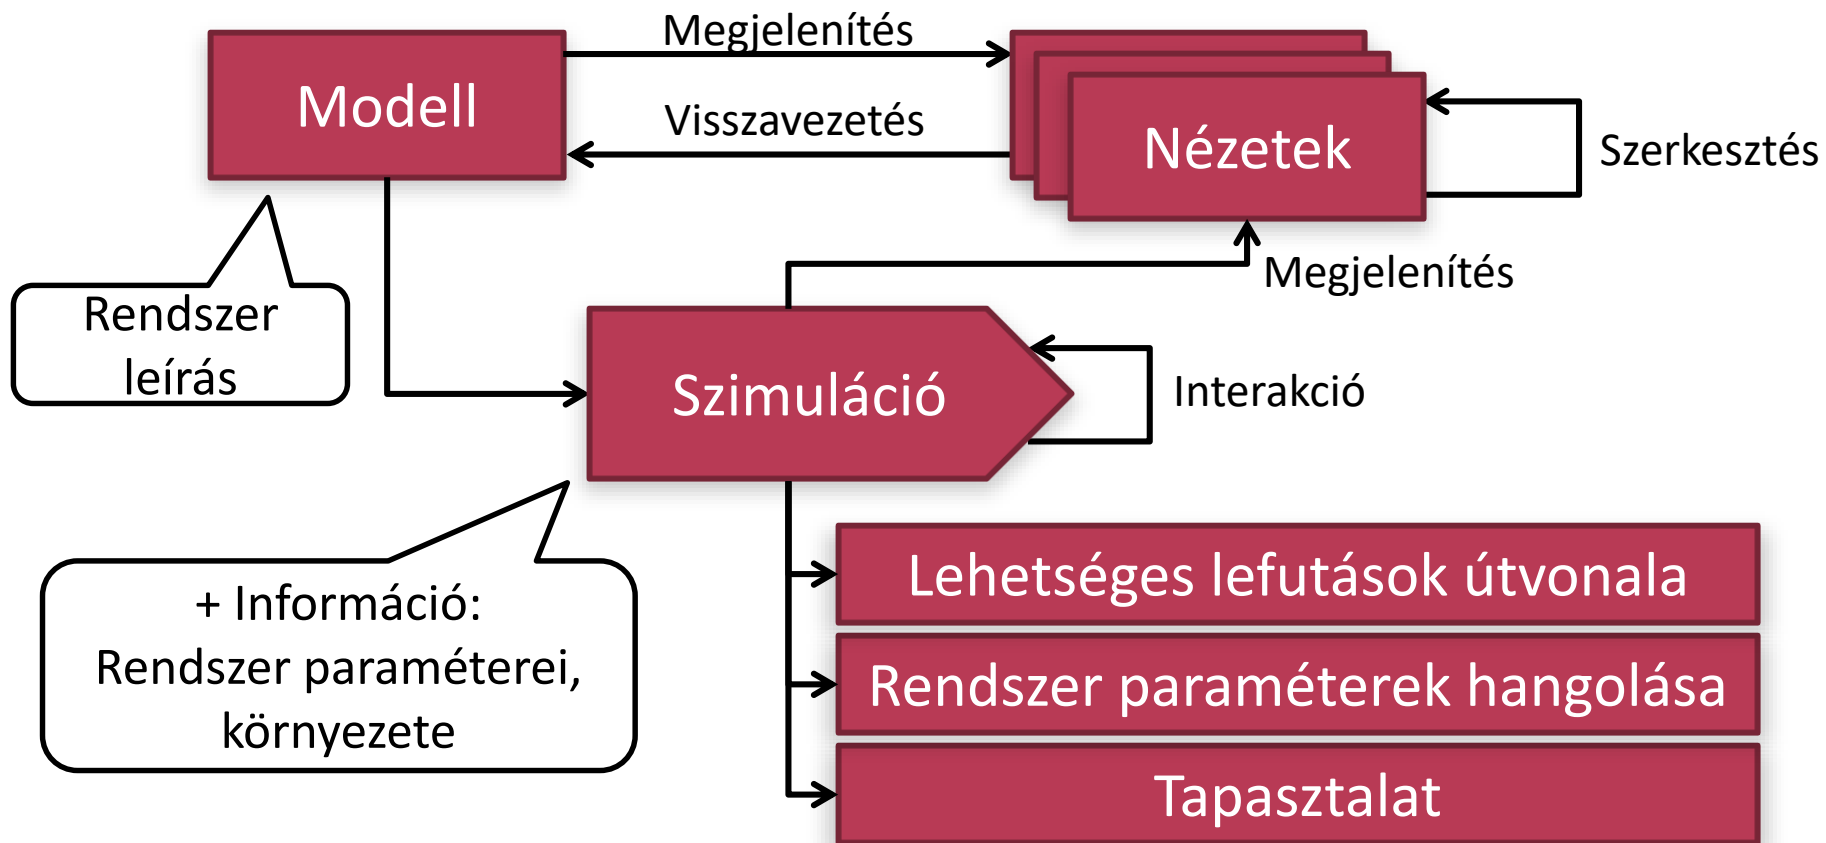 Megjelenítés
Modell
Visszavezetés
Nézetek
Szerkesztés
Rendszer
leírás
Megjelenítés
Szimuláció
Interakció
+ Információ:
Rendszer paraméterei,
környezete
Lehetséges lefutások útvonala
Rendszer paraméterek hangolása
Tapasztalat